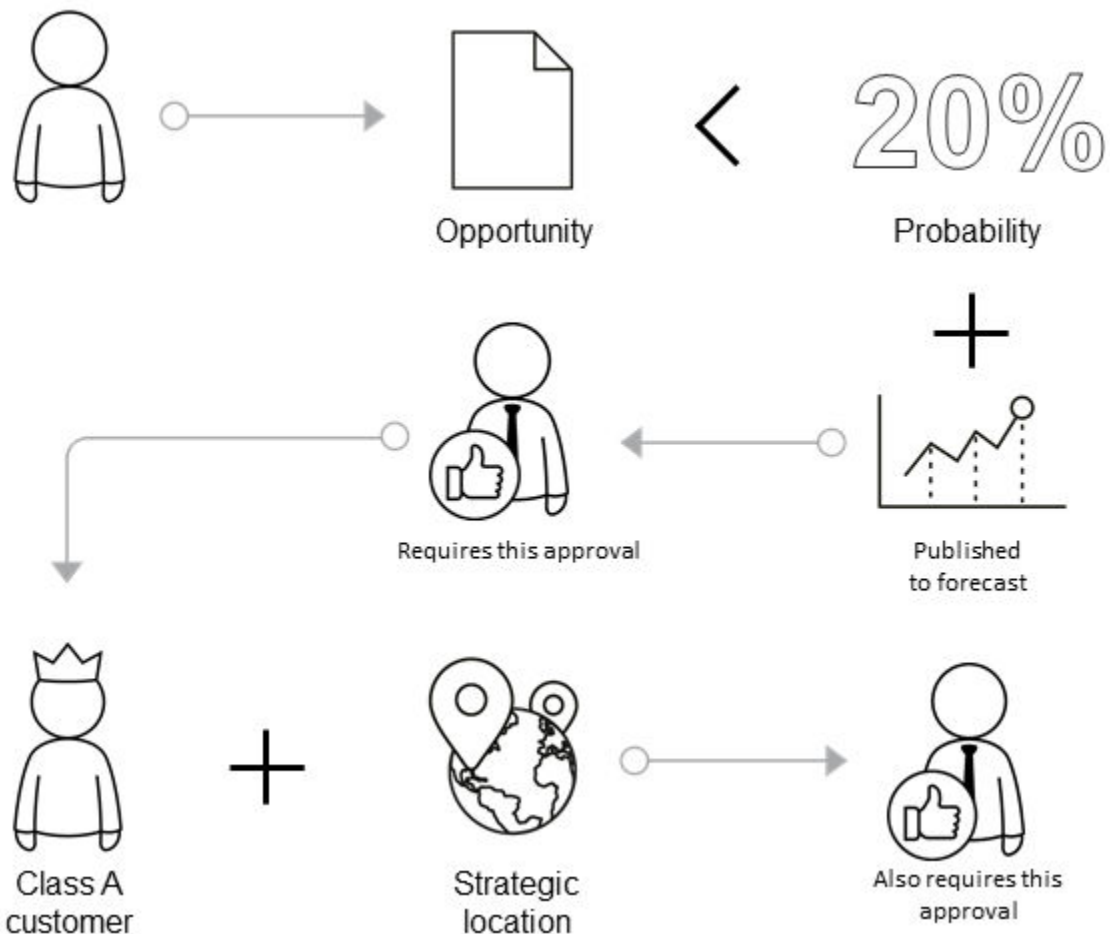 20%
Opportunity
Probability
Requires this approval
Published
to forecast
Class A
customer
Strategic
location
Also requires this
approval